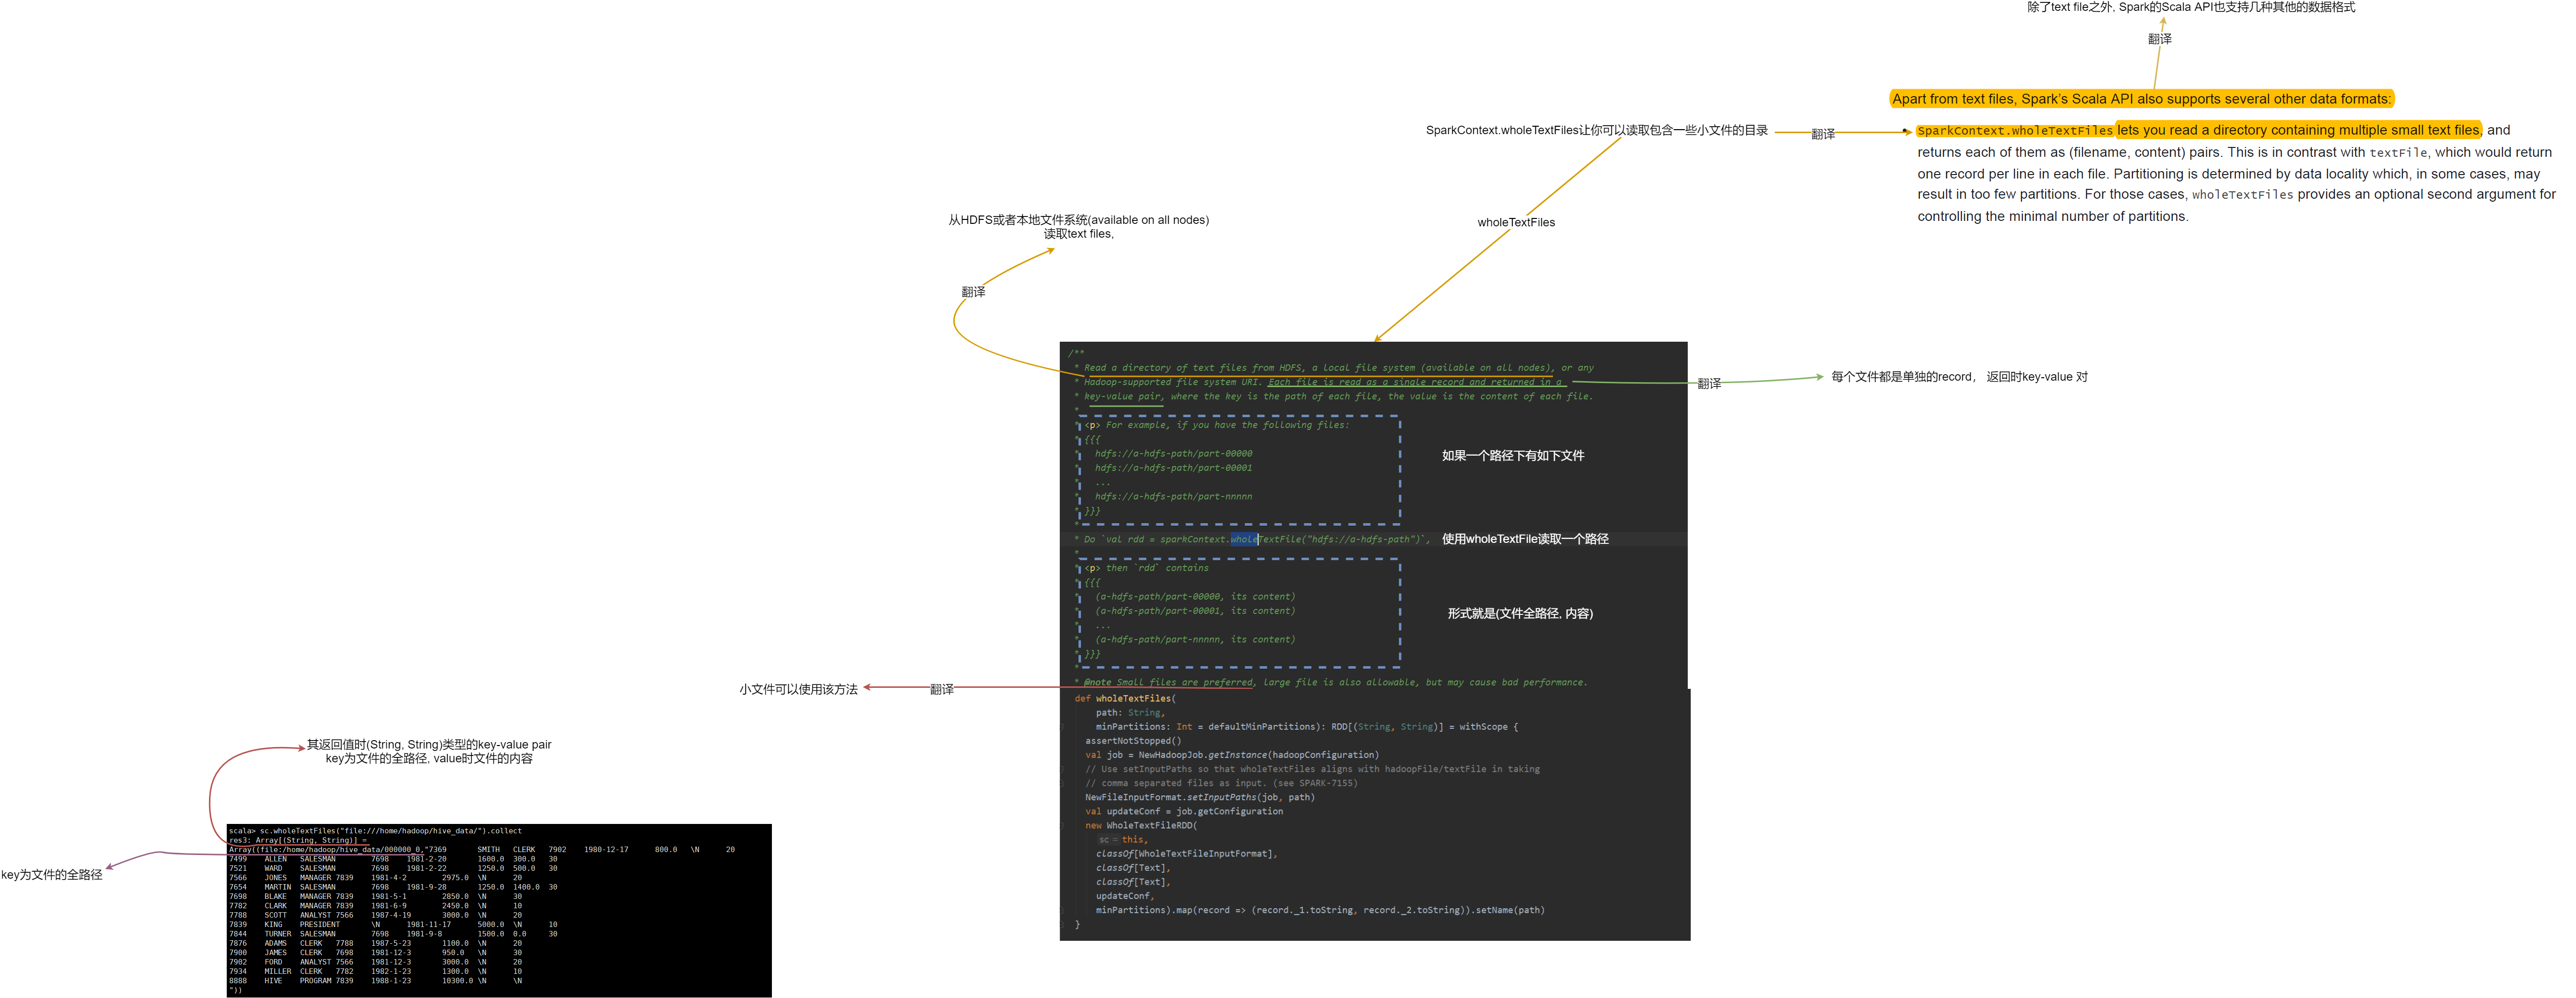 除了text file之外, Spark的Scala API也支持几种其他的数据格式
翻译
Apart from text files, Spark's Scala API also supports several other data formats:
SparkContext.wholeTextFiles让你可以读取包含一些小文件的目录
翻译
• SparkContext.wholeTextFiles lets you read a directory containing multiple small text files, and
returns each of them as (filename, content) pairs. This is in contrast with textFile, which would return
one record per line in each file. Partitioning is determined by data locality which, in some cases, may
result in too few partitions. For those cases, wholeTextFiles provides an optional second argument for
controlling the minimal number of partitions.
wholeTextFiles
从HDFS或者本地文件系统(available on all nodes)
读取text files,
翻译
/**
* Read a directory of text files from HDFS, a local file system (available on all nodes), or any
* Hadoop-supported file system URI. Each file is read as a single record and returned in a
* key-value pair, where the key is the path of each file, the value is the content of each file.
*
* <p> For example, if you have the following files:
* {{{
*   hdfs://a-hdfs-path/part-00000
*   hdfs://a-hdfs-path/part-00001
*   ...
*   hdfs://a-hdfs-path/part-nnnnn
* }}}
*
* Do `val rdd = sparkContext.wholeTextFile("hdfs://a-hdfs-path")`,
*
* <p> then `rdd` contains
* {{{
*   (a-hdfs-path/part-00000, its content)
*   (a-hdfs-path/part-00001, its content)
*   ...
*   (a-hdfs-path/part-nnnnn, its content)
* }}}
*
* @note Small files are preferred, large file is also allowable, but may cause bad performance.
def wholeTextFiles(
path: String,
minPartitions: Int = defaultMinPartitions): RDD[(String, String)] = withScope {
assertNotStopped()
val job = NewHadoopJob.getInstance(hadoopConfiguration)
// Use setInputPaths so that wholeTextFiles aligns with hadoopFile/textFile in taking
// comma separated files as input. (see SPARK-7155)
NewFileInputFormat.setInputPaths(job, path)
val updateConf = job.getConfiguration
new WholeTextFileRDD(
sc = this,
classOf[WholeTextFileInputFormat],
classOf[Text],
classOf[Text],
updateConf,
minPartitions).map(record => (record._1.toString, record._2.toString)).setName(path)
}
如果一个路径下有如下文件
使用wholeTextFile读取一个路径
形式就是(文件全路径, 内容)
翻译
每个文件都是单独的record， 返回时key-value 对
小文件可以使用该方法
翻译
其返回值时(String, String)类型的key-value pair
key为文件的全路径, value时文件的内容
key为文件的全路径
scala> sc.wholeTextFiles("file:///home/hadoop/hive_data/").collect
res3: Array[(String, String)] =
Array((file:/home/hadoop/hive_data/000000_0,"7369 SMITH CLERK 7902 1980-12-17 800.0 \N 20
7499 ALLEN SALESMAN 7698 1981-2-20 1600.0 300.0 30
7521 WARD SALESMAN 7698 1981-2-22 1250.0 500.0 30
7566 JONES MANAGER 7839 1981-4-2 2975.0 \N 20
7654 MARTIN SALESMAN 7698 1981-9-28 1250.0 1400.0 30
7698 BLAKE MANAGER 7839 1981-5-1 2850.0 \N 30
7782 CLARK MANAGER 7839 1981-6-9 2450.0 \N 10
7788 SCOTT ANALYST 7566 1987-4-19 3000.0 \N 20
7839 KING PRESIDENT \N 1981-11-17 5000.0 \N 10
7844 TURNER SALESMAN 7698 1981-9-8 1500.0 0.0 30
7876 ADAMS CLERK 7788 1987-5-23 1100.0 \N 20
7900 JAMES CLERK 7698 1981-12-3 950.0 \N 30
7902 FORD ANALYST 7566 1981-12-3 3000.0 \N 20
7934 MILLER CLERK 7782 1982-1-23 1300.0 \N 10
8888 HIVE PROGRAM 7839 1988-1-23 10300.0 \N \N
"))